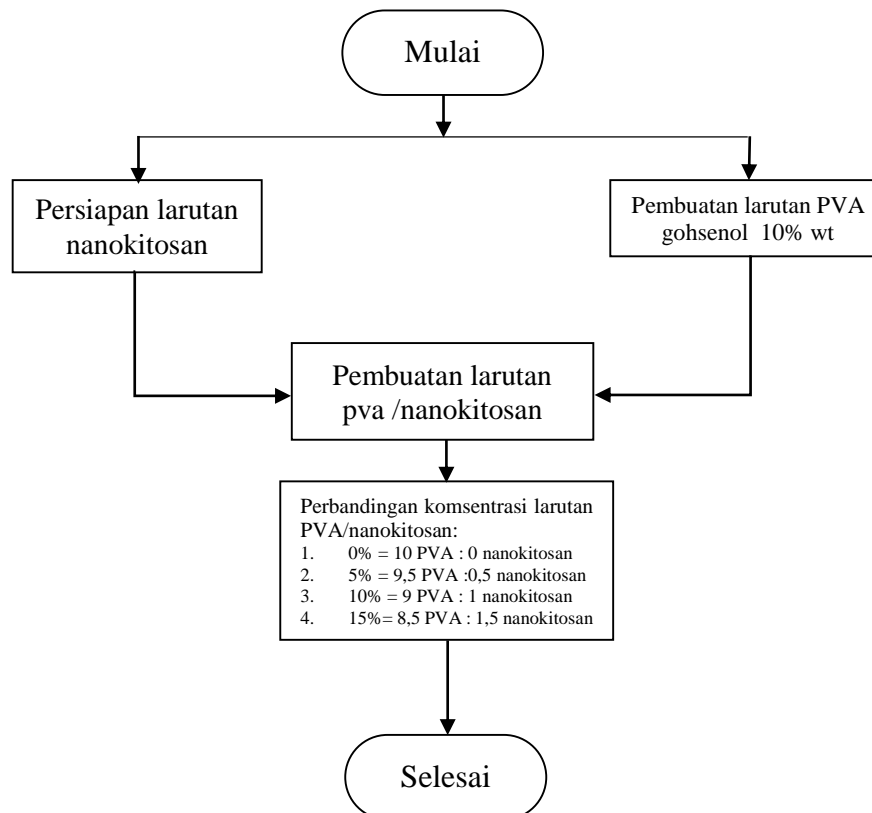 Mulai
Persiapan larutan
nanokitosan
Pembuatan larutan PVA
gohsenol 10% wt
Pembuatan larutan
pva /nanokitosan
Perbandingan komsentrasi larutan
PVA/nanokitosan:
1. 0% = 10 PVA : 0 nanokitosan
2. 5% = 9,5 PVA :0,5 nanokitosan
3. 10% = 9 PVA : 1 nanokitosan
4. 15%= 8,5 PVA : 1,5 nanokitosan
Selesai